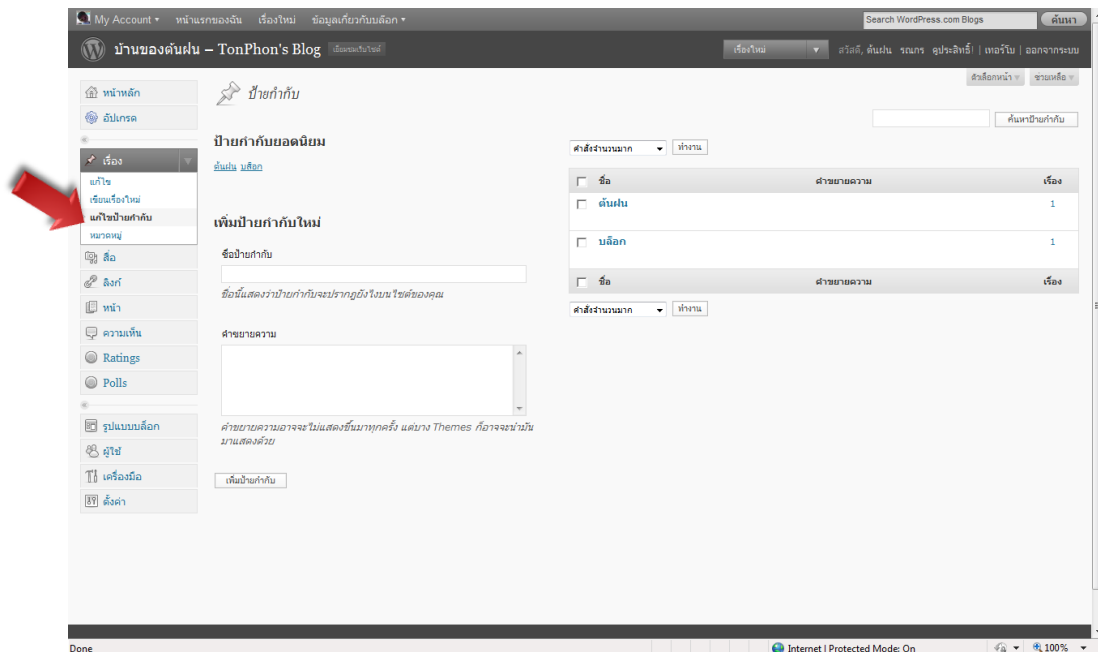 My Account หน้าแรกของฉัน เรื่องใหม่ ข้อมูลเกี่ยวกับบล็อก Search WordPress.com Blogs ค้นหา
บ้านของต้นฝน – TonPhon's Blog เยี่ยมชมเว็บไซต์ เรื่องใหม่ สวัสดี, ต้นฝน รณกร ดุประสิทธิ์! | เทอร์โบ | ออกจากระบบ
ตัวเลือกหน้า ช่วยเหลือ
หน้าหลัก
ป้ายกำกับ
อัปเกรด
ค้นหาป้ายกำกับ
ป้ายกำกับยอดนิยม
คำสั่งจำนวนมาก ทำงาน
เรื่อง
ต้นฝน บล็อก
แก้ไข
ชื่อ คำขยายความ เรื่อง
เขียนเรื่องใหม่
ต้นฝน 1
แก้ไขป้ายกำกับ
เพิ่มป้ายกำกับใหม่
หมวดหมู่
บล็อก 1
สื่อ
ชื่อป้ายกำกับ
ลิงก์
ชื่อ คำขยายความ เรื่อง
ชื่อนี้แสดงว่าป้ายกำกับจะปรากฎยังไงบนไซต์ของคุณ
หน้า
คำสั่งจำนวนมาก ทำงาน
ความเห็น
คำขยายความ
Ratings
Polls
รูปแบบบล็อก
คำขยายความอาจจะไม่แสดงขึ้นมาทุกครั้ง แต่บาง Themes ก็อาจจะนำมัน
มาแสดงด้วย
ผู้ใช้
เครื่องมือ
เพิ่มป้ายกำกับ
ตั้งค่า
Done Internet | Protected Mode: On 100%